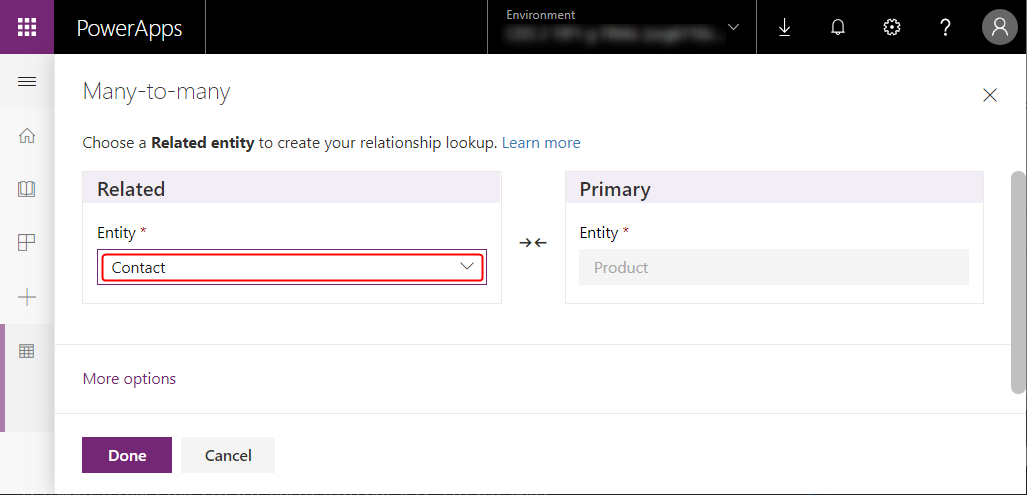 PowerApps
Environment
Many-to-many
Choose a Related entity to create your relationship lookup. Learn more
Related
Primary
Entity *
Entity *
Contact
Product
More options
Done
Cancel